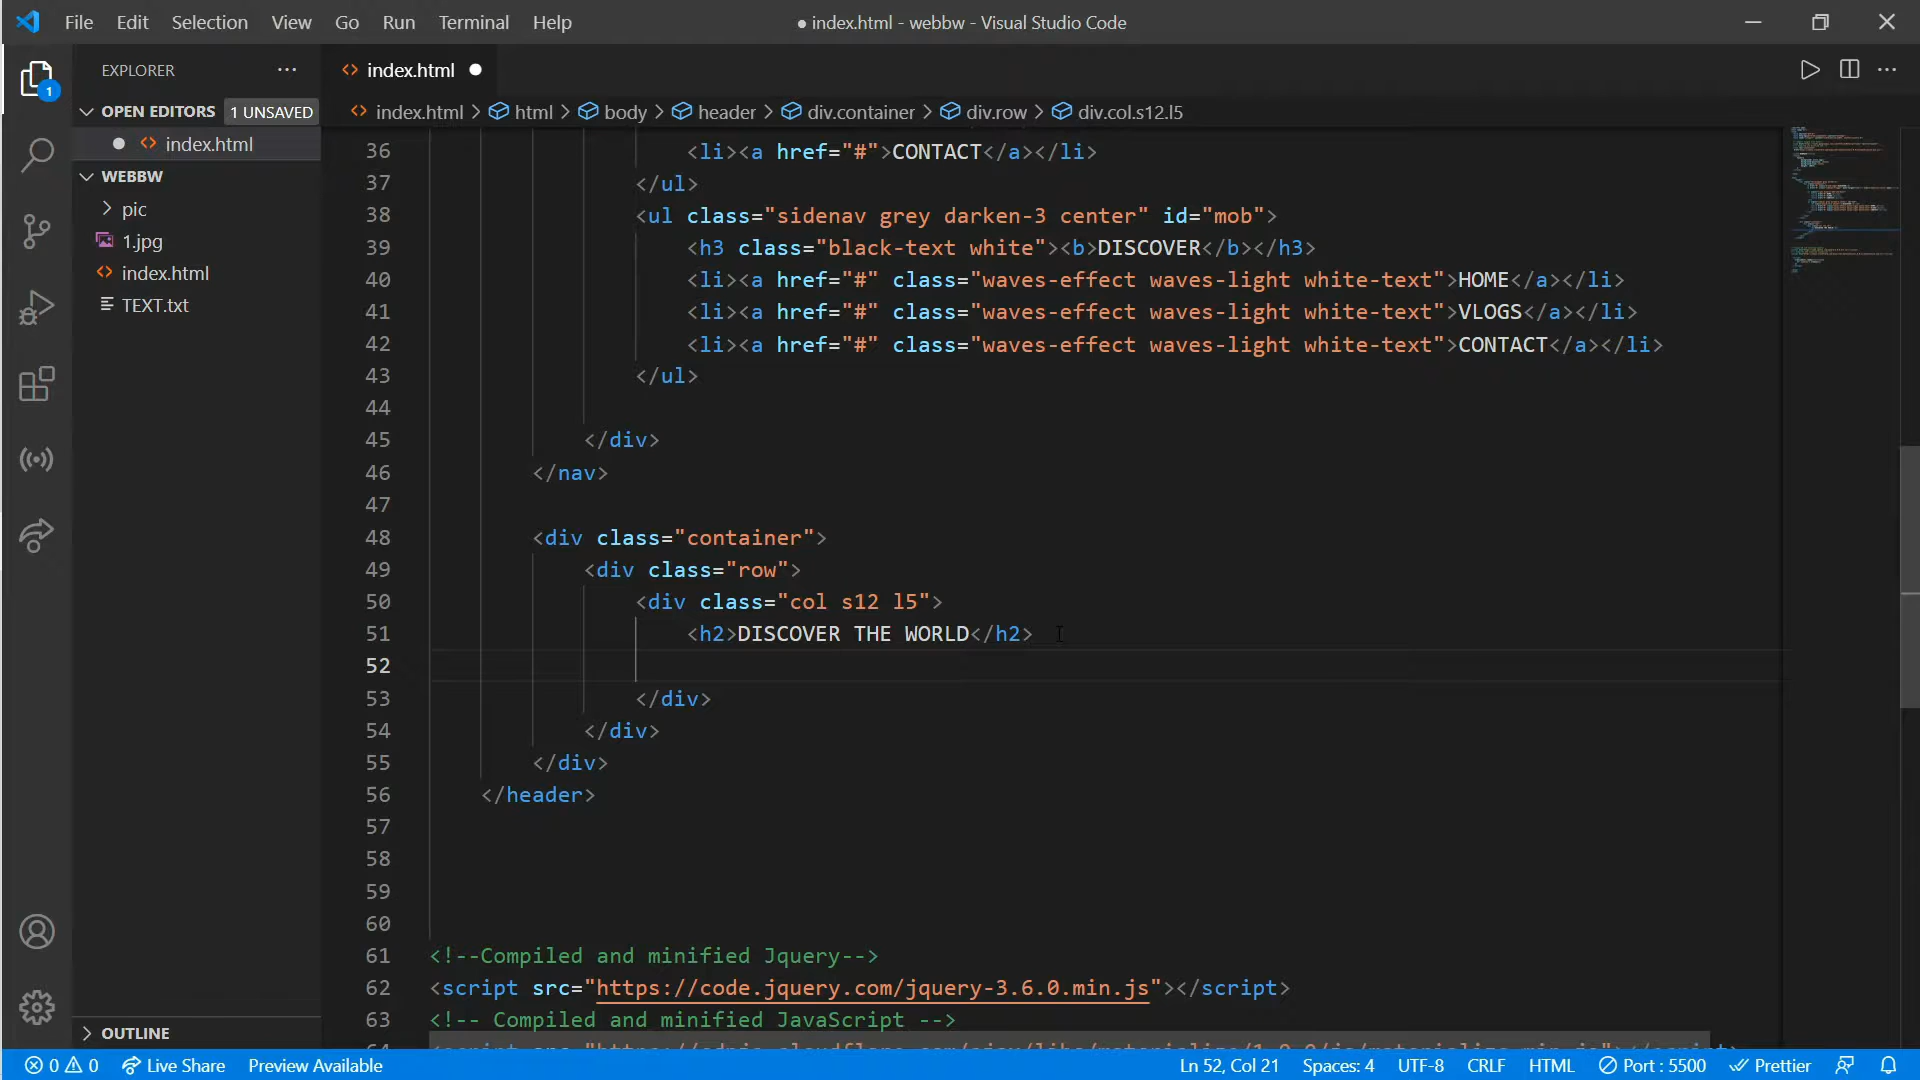 File Edit Selection View Go Run Terminal Help ● index.html - webbw - Visual Studio Code
EXPLORER
1
OPEN EDITORS 1 UNSAVED
index.html
WEBBW
pic
1.jpg
index.html
TEXT.txt
OUTLINE
index.html
index.html > html > body > header > div.container > div.row > div.col.s12.l5
36 <li><a href="#">CONTACT</a></li>
37 </ul>
38 <ul class="sidenav grey darken-3 center" id="mob">
39 <h3 class="black-text white"><b>DISCOVER</b></h3>
40 <li><a href="#" class="waves-effect waves-light white-text">HOME</a></li>
41 <li><a href="#" class="waves-effect waves-light white-text">VLOGS</a></li>
42 <li><a href="#" class="waves-effect waves-light white-text">CONTACT</a></li>
43 </ul>
44
45 </div>
46 </nav>
47
48 <div class="container">
49 <div class="row">
50 <div class="col s12 l5">
51 <h2>DISCOVER THE WORLD</h2>
52
53 </div>
54 </div>
55 </div>
56 </header>
57
58
59
60
61 <!--Compiled and minified Jquery-->
62 <script src="https://code.jquery.com/jquery-3.6.0.min.js"></script>
63 <!-- Compiled and minified JavaScript -->
0 0 Live Share Preview Available Ln 52, Col 21 Spaces: 4 UTF-8 CRLF HTML Port : 5500 Prettier